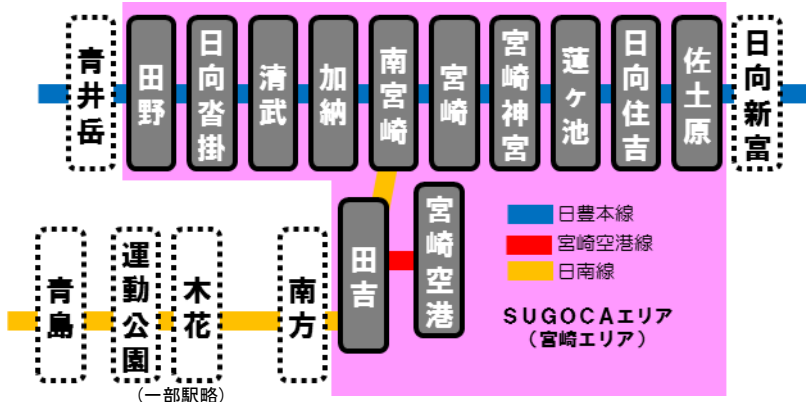 青井岳
田野
日向沓掛
清武
加納
南宮崎
宮崎
宮崎神宮
蓮ヶ池
日向住吉
佐土原
日向新富
青島
運動公園
木花
南方
田吉
宮崎空港
日豊本線
宮崎空港線
日南線
SUGOCAエリア
(宮崎エリア)
(一部駅略)